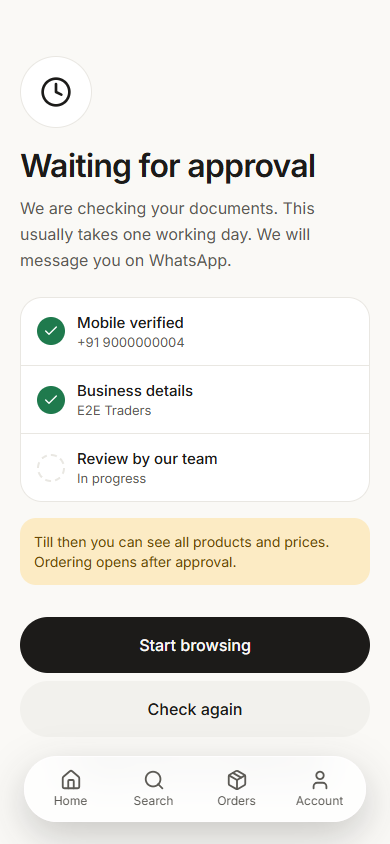 Waiting for approval
We are checking your documents. This
usually takes one working day. We will
message you on WhatsApp.
Mobile verified
+91 9000000004
Business details
E2E Traders
Review by our team
In progress
Till then you can see all products and prices.
Ordering opens after approval.
Start browsing
Check again
Home Search Orders Account